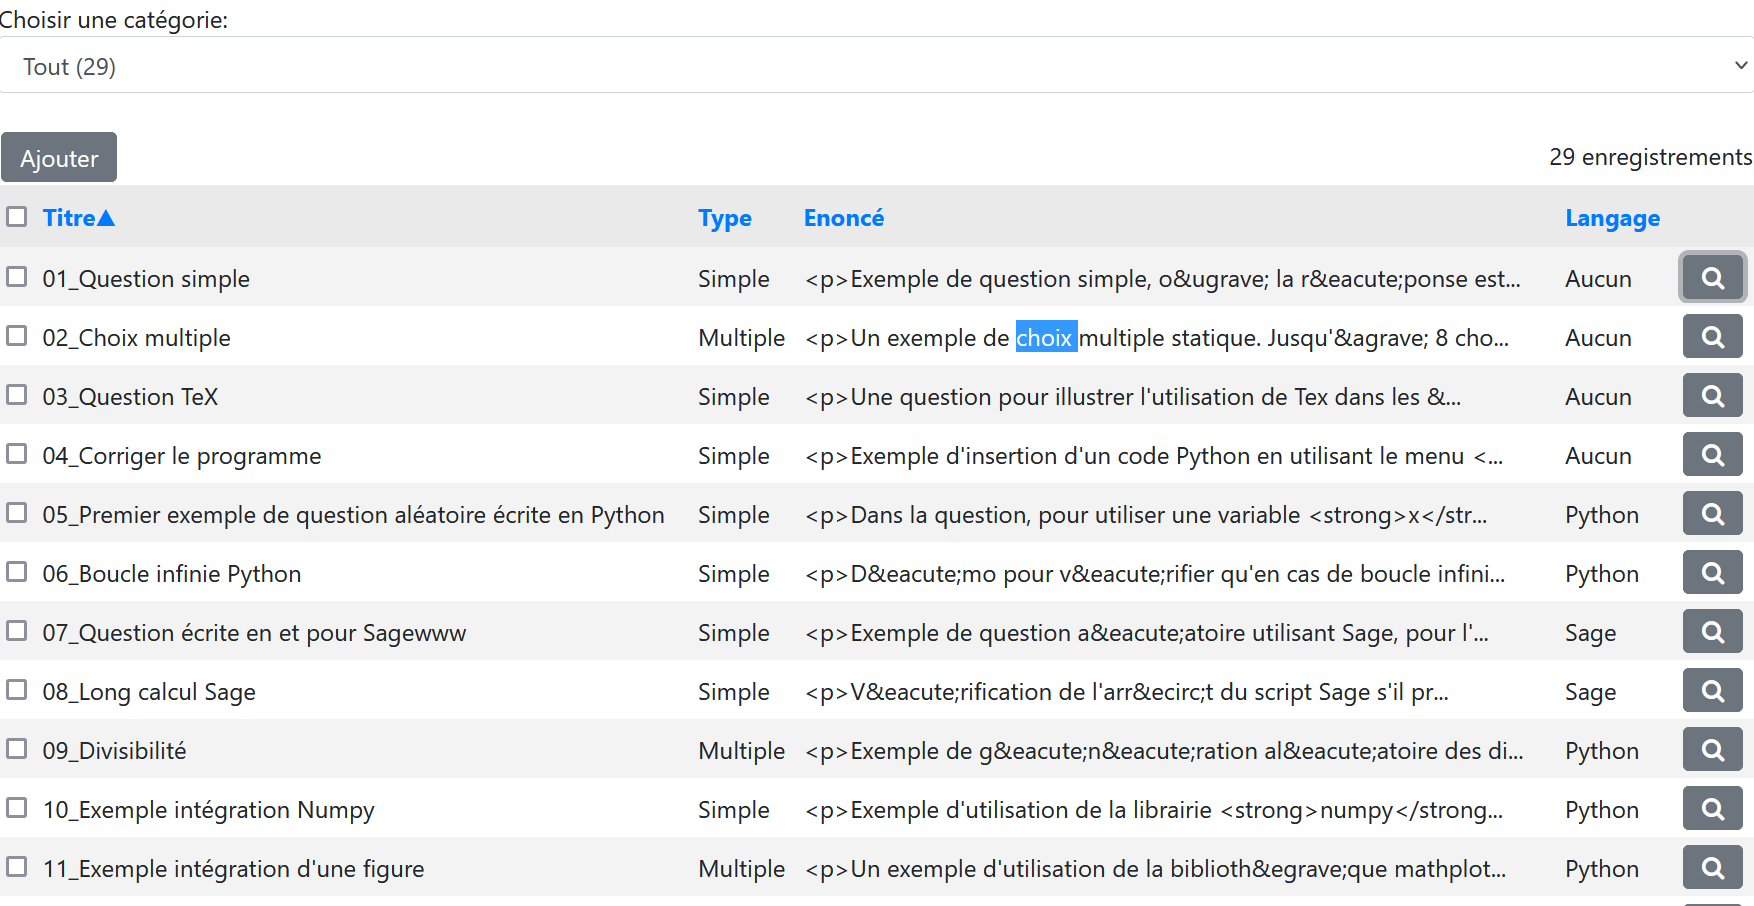 Choisir une catégorie:
Tout (29)
Ajouter
29 enregistrements
Titre▲ Type Enoncé Langage
01_Question simple Simple <p>Exemple de question simple, o&ugrave; la r&eacute;ponse est... Aucun
02_Choix multiple Multiple <p>Un exemple de choix multiple statique. Jusqu'&agrave; 8 cho... Aucun
03_Question TeX Simple <p>Une question pour illustrer l'utilisation de Tex dans les &... Aucun
04_Corriger le programme Simple <p>Exemple d'insertion d'un code Python en utilisant le menu <... Aucun
05_Premier exemple de question aléatoire écrite en Python Simple <p>Dans la question, pour utiliser une variable <strong>x</str... Python
06_Boucle infinie Python Simple <p>D&eacute;mo pour v&eacute;rifier qu'en cas de boucle infini... Python
07_Question écrite en et pour Sagewww Simple <p>Exemple de question a&eacute;atoire utilisant Sage, pour l'... Sage
08_Long calcul Sage Simple <p>V&eacute;rification de l'arr&ecirc;t du script Sage s'il pr... Sage
09_Divisibilité Multiple <p>Exemple de g&eacute;n&eacute;ration al&eacute;atoire des di... Python
10_Exemple intégration Numpy Simple <p>Exemple d'utilisation de la librairie <strong>numpy</strong... Python
11_Exemple intégration d'une figure Multiple <p>Un exemple d'utilisation de la biblioth&egrave;que mathplot... Python